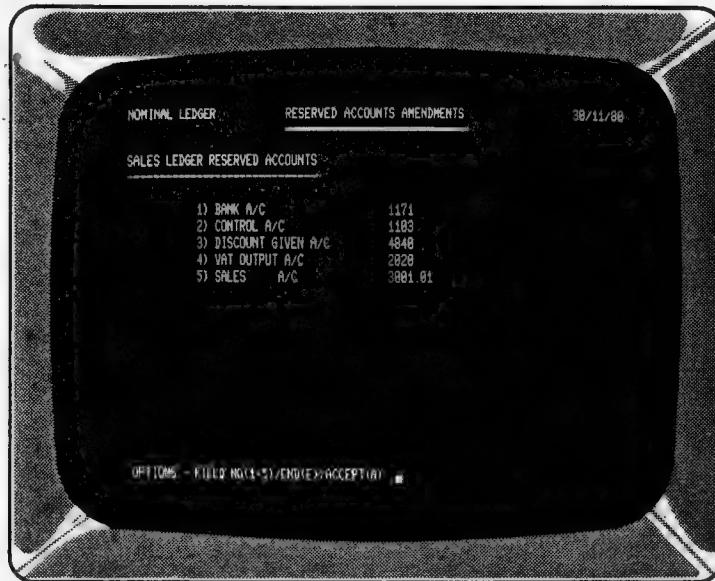 NOMINAL LEDGER RESERVED ACCOUNTS AMENDMENTS 30/11/80
SALES LEDGER RESERVED ACCOUNTS
1) BANK A/C 1171
2) CONTROL A/C 1103
3) DISCOUNT GIVEN A/C 4040
4) VAT OUTPUT A/C 2020
5) SALES A/C 3001.01
OPTIONS - FIELD NO(1-5)/END(E)/ACCEPT(A)